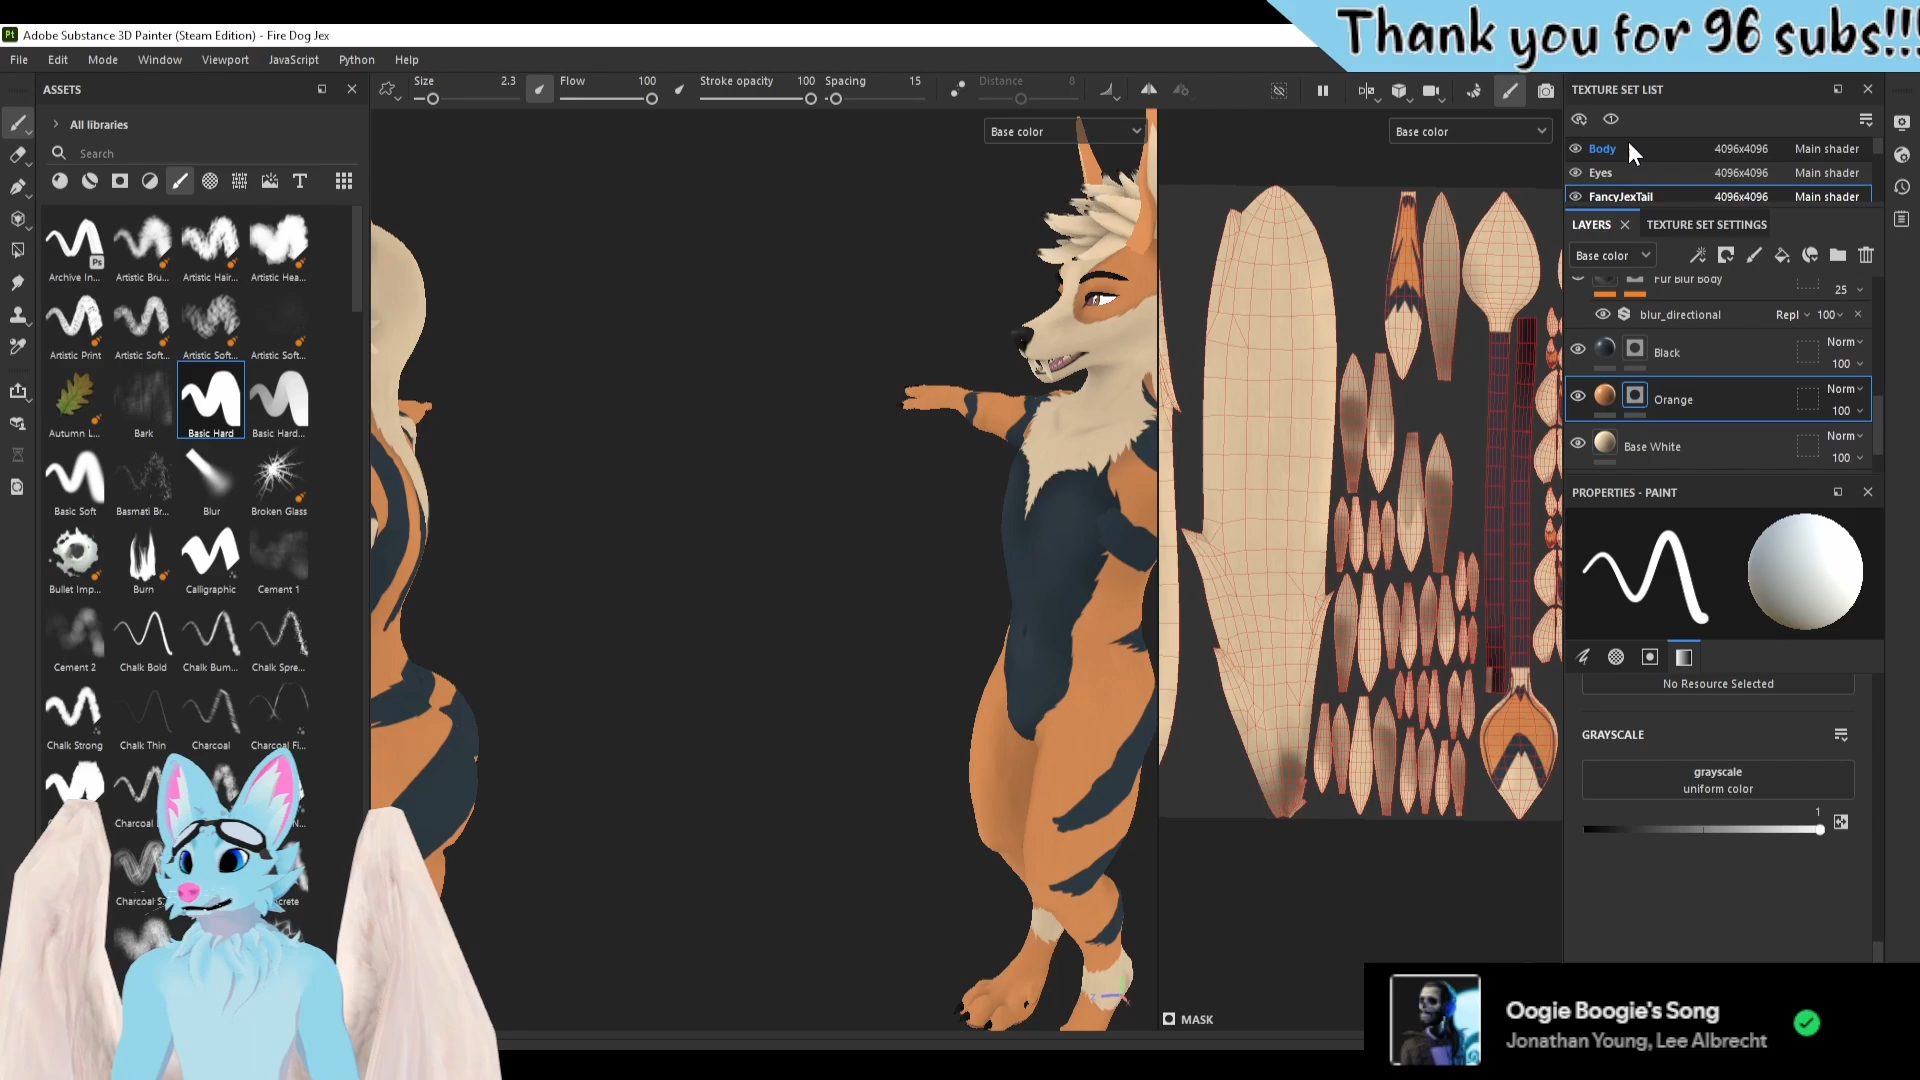 Thank you for 96 subs!!!
Adobe Substance 3D Painter (Steam Edition) - Fire Dog Jex
File Edit Mode Window Viewport JavaScript Python Help
ASSETS
Size 2.3 Flow 100 Stroke opacity 100 Spacing 15 Distance 8
All libraries
Search
Base color
Base color
Archive In... Artistic Bru... Artistic Hair... Artistic Hea...
Artistic Print Artistic Soft... Artistic Soft... Artistic Soft...
Autumn L... Bark Basic Hard Basic Hard...
Basic Soft Basmati Br... Blur Broken Glass
Bullet Imp... Burn Calligraphic Cement 1
Cement 2 Chalk Bold Chalk Bum... Chalk Spre...
Chalk Strong Chalk Thin Charcoal Charcoal Fi...
Charcoal
Charcoal S...
MASK
TEXTURE SET LIST
Body 4096x4096 Main shader
Eyes 4096x4096 Main shader
FancyJexTail 4096x4096 Main shader
LAYERS TEXTURE SET SETTINGS
Base color
Fur Blur Body
25
blur_directional Repl 100
Black Norm
100
Orange Norm
100
Base White Norm
100
PROPERTIES - PAINT
No Resource Selected
GRAYSCALE
grayscale
uniform color
1
Oogie Boogie's Song
Jonathan Young, Lee Albrecht